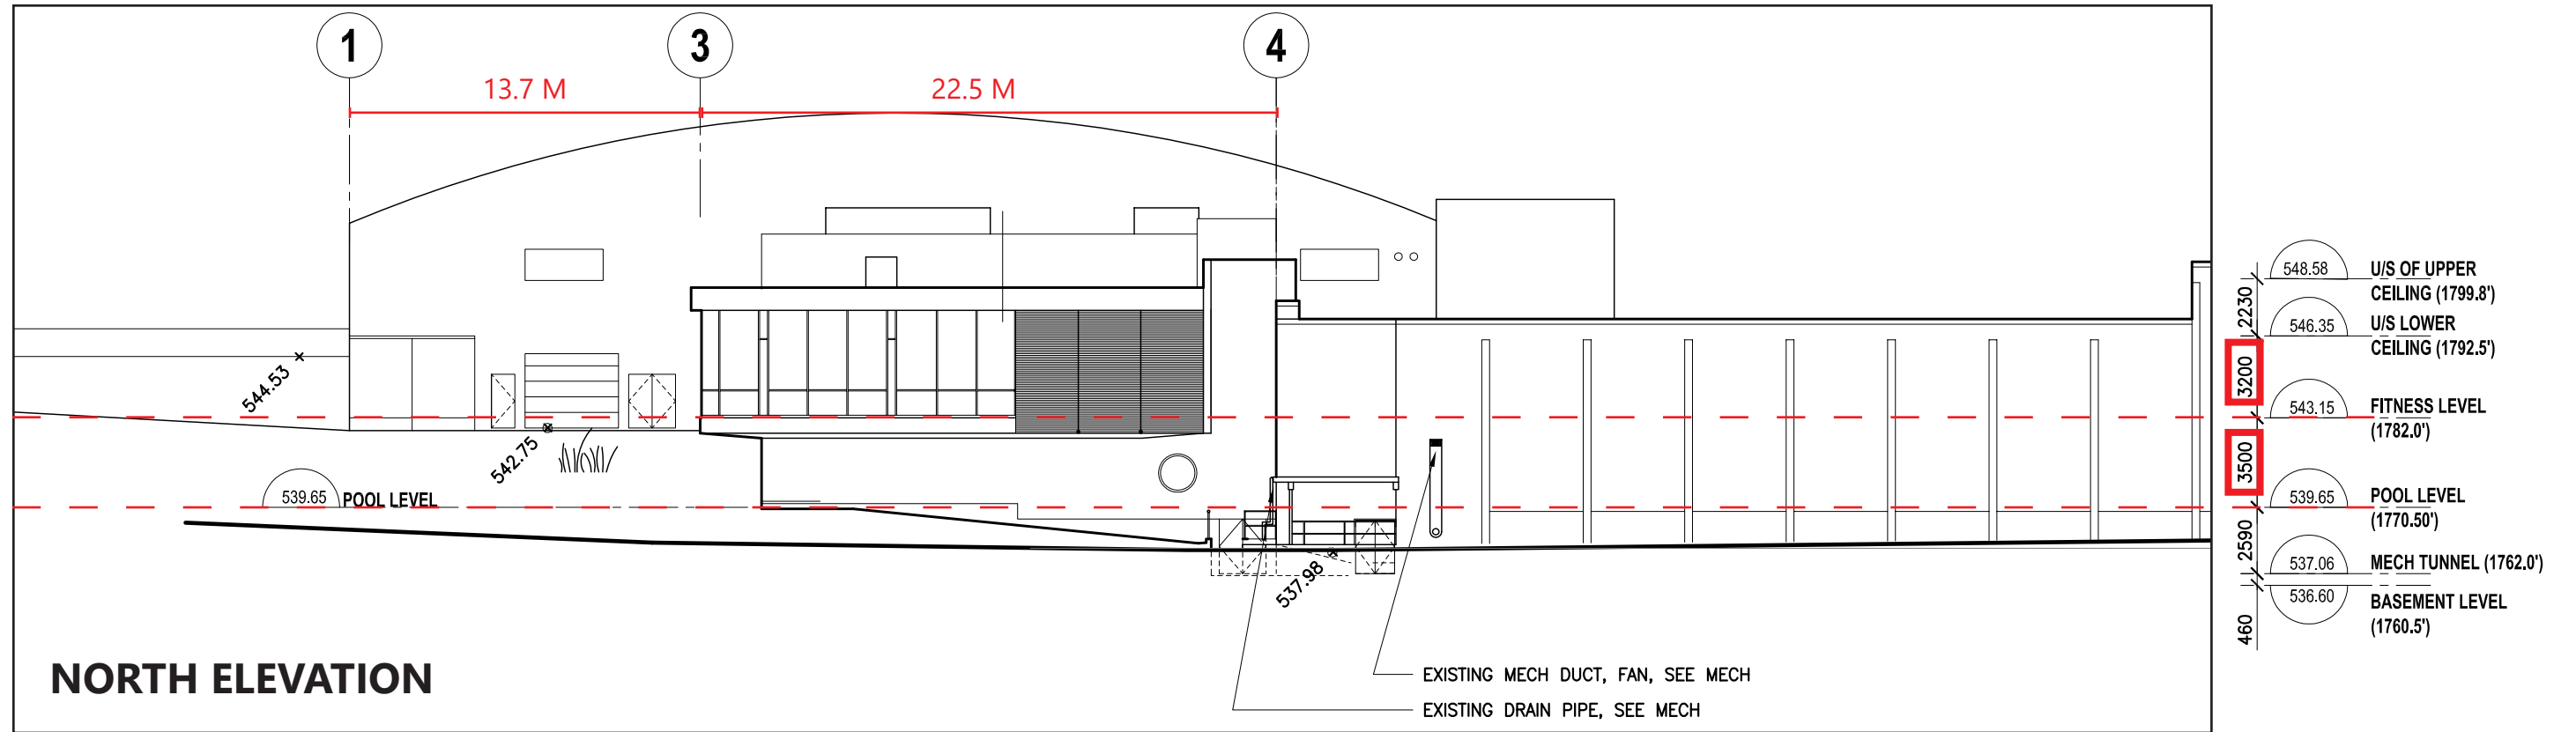 1
3
4
13.7 M
22.5 M
544.53
542.75
539.65 POOL LEVEL
537.98
EXISTING MECH DUCT, FAN, SEE MECH
EXISTING DRAIN PIPE, SEE MECH
NORTH ELEVATION
548.58 U/S OF UPPER
CEILING (1799.8')
2230
546.35 U/S LOWER
CEILING (1792.5')
3200
543.15 FITNESS LEVEL
(1782.0')
3500
539.65 POOL LEVEL
(1770.50')
2590
537.06 MECH TUNNEL (1762.0')
536.60 BASEMENT LEVEL
(1760.5')
460